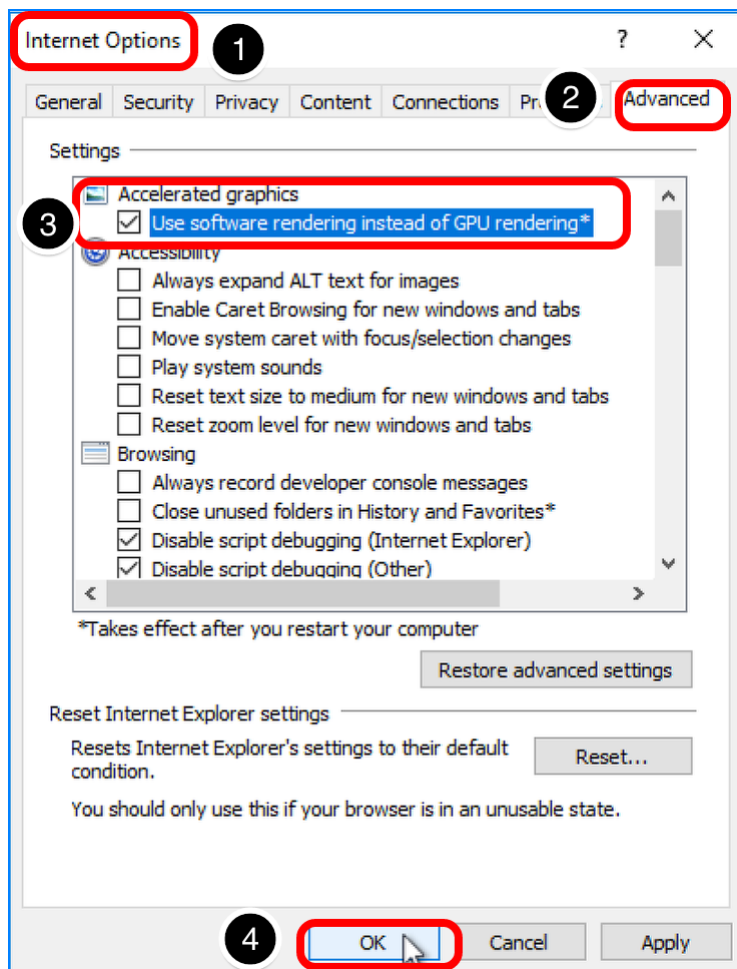 Internet Options
1
?
2
General Security Privacy Content Connections Advanced
Settings
Accelerated graphics
3
Use software rendering instead of GPU rendering*
Accessibility
Always expand ALT text for images
Enable Caret Browsing for new windows and tabs
Move system caret with focus/selection changes
Play system sounds
Reset text size to medium for new windows and tabs
Reset zoom level for new windows and tabs
Browsing
Always record developer console messages
Close unused folders in History and Favorites*
Disable script debugging (Internet Explorer)
Disable script debugging (Other)
*Takes effect after you restart your computer
Restore advanced settings
Reset Internet Explorer settings
Resets Internet Explorer's settings to their default
condition.
Reset...
You should only use this if your browser is in an unusable state.
4
OK Cancel Apply